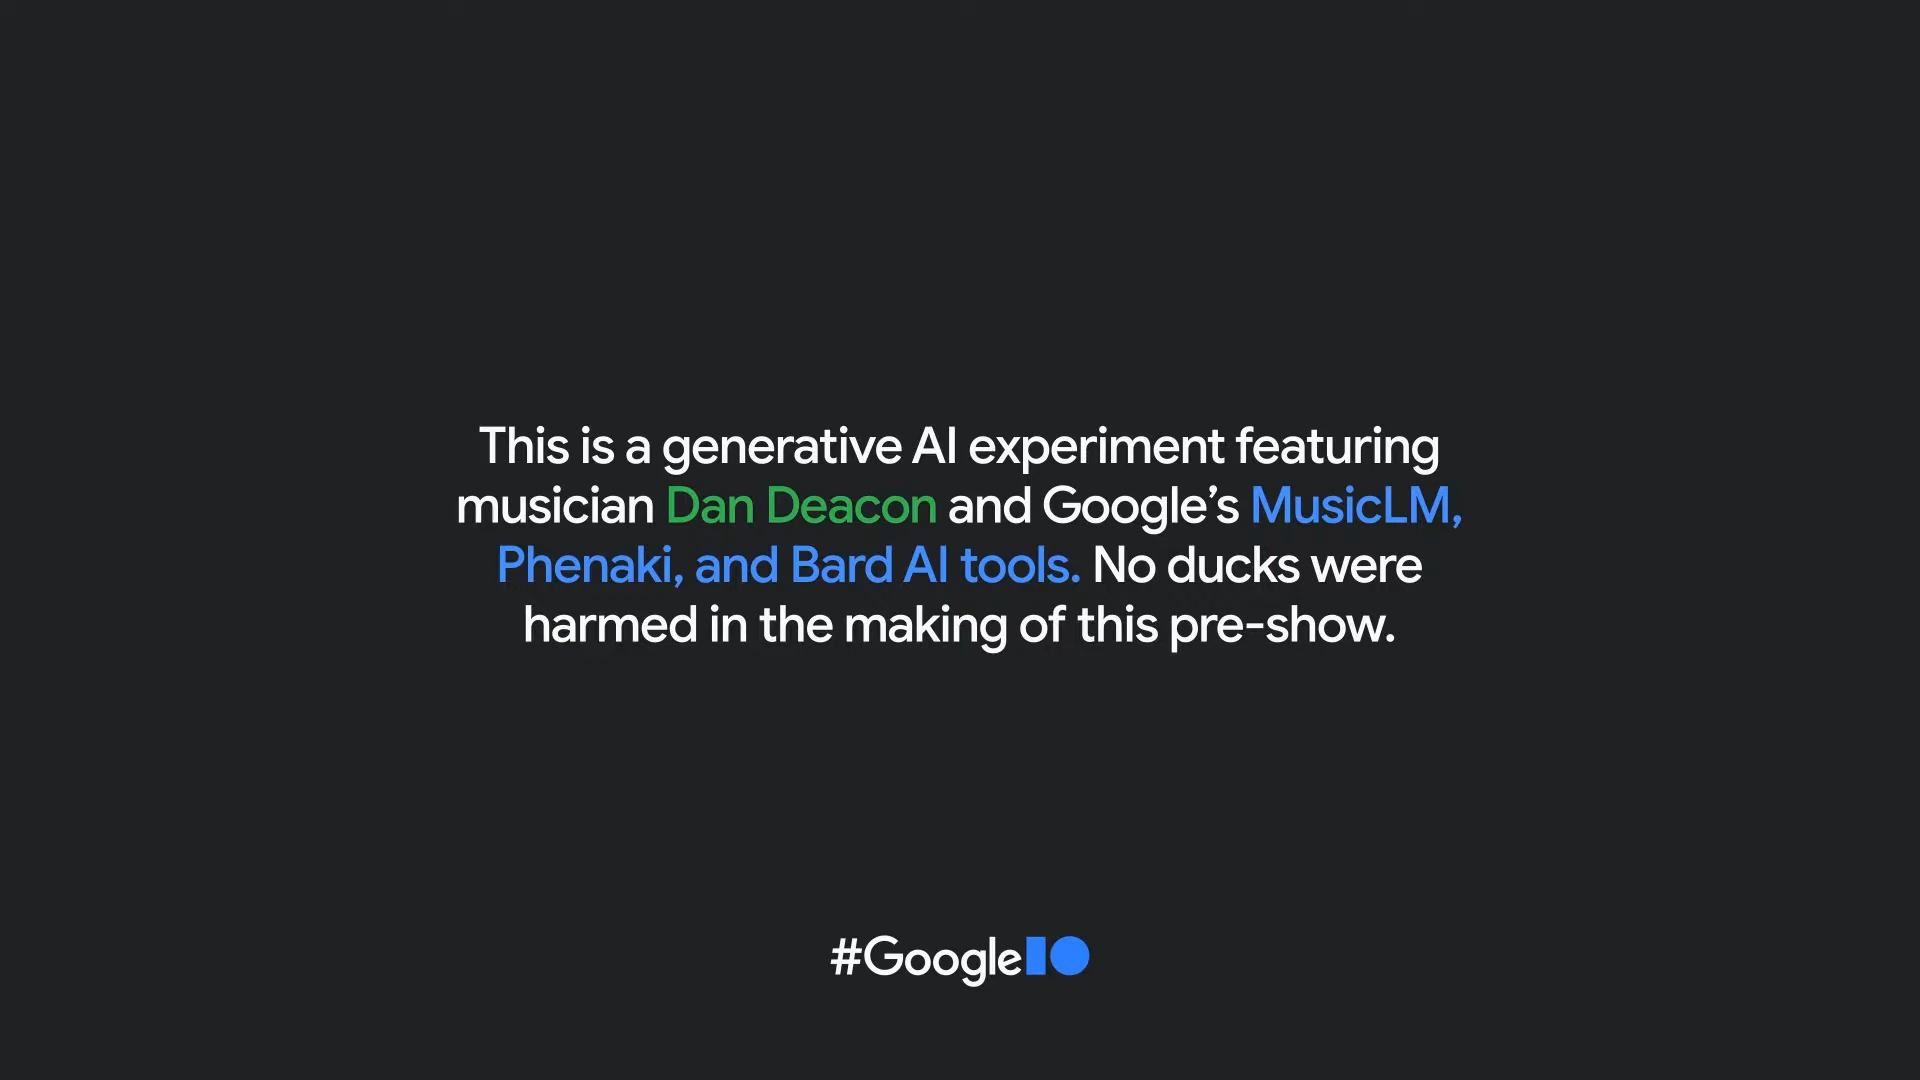 This is a generative AI experiment featuring
musician Dan Deacon and Google’s MusicLM,
Phenaki, and Bard AI tools. No ducks were
harmed in the making of this pre-show.
#GoogleIO